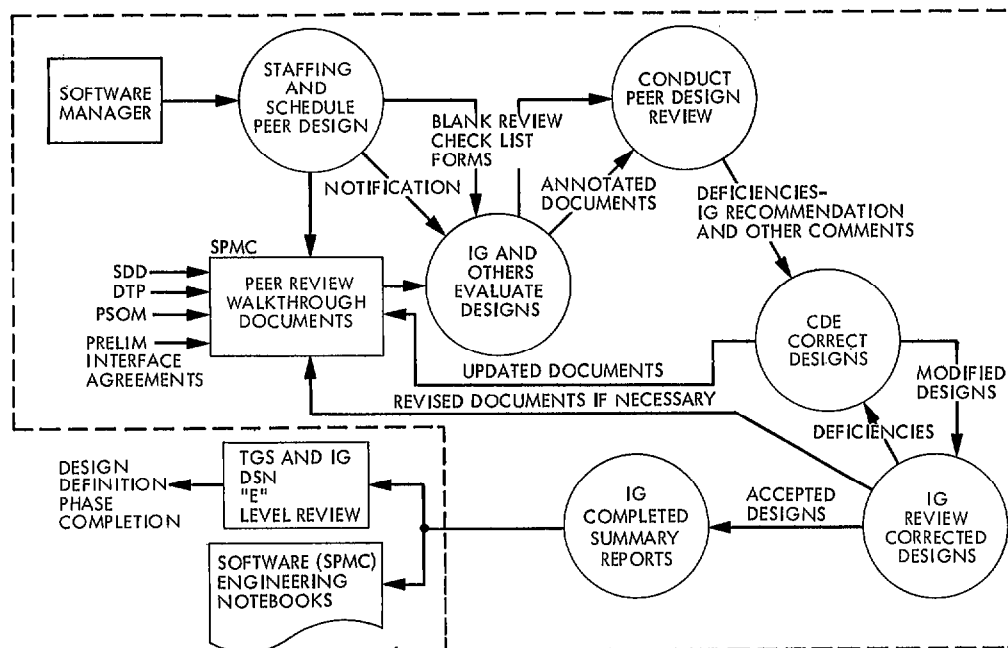 SOFTWARE
MANAGER
STAFFING
AND
SCHEDULE
PEER DESIGN
BLANK REVIEW
CHECK LIST
FORMS
CONDUCT
PEER DESIGN
REVIEW
NOTIFICATION
ANNOTATED
DOCUMENTS
DEFICIENCIES-
IG RECOMMENDATION
AND OTHER COMMENTS
SPMC
SDD
DTP
PSOM
PRELIM
INTERFACE
AGREEMENTS
PEER REVIEW
WALKTHROUGH
DOCUMENTS
IG AND
OTHERS
EVALUATE
DESIGNS
CDE
CORRECT
DESIGNS
UPDATED DOCUMENTS
MODIFIED
DESIGNS
REVISED DOCUMENTS IF NECESSARY
DEFICIENCIES
DESIGN
DEFINITION
PHASE
COMPLETION
TGS AND IG
DSN
"E"
LEVEL REVIEW
IG
COMPLETED
SUMMARY
REPORTS
ACCEPTED
DESIGNS
IG
REVIEW
CORRECTED
DESIGNS
SOFTWARE (SPMC)
ENGINEERING
NOTEBOOKS